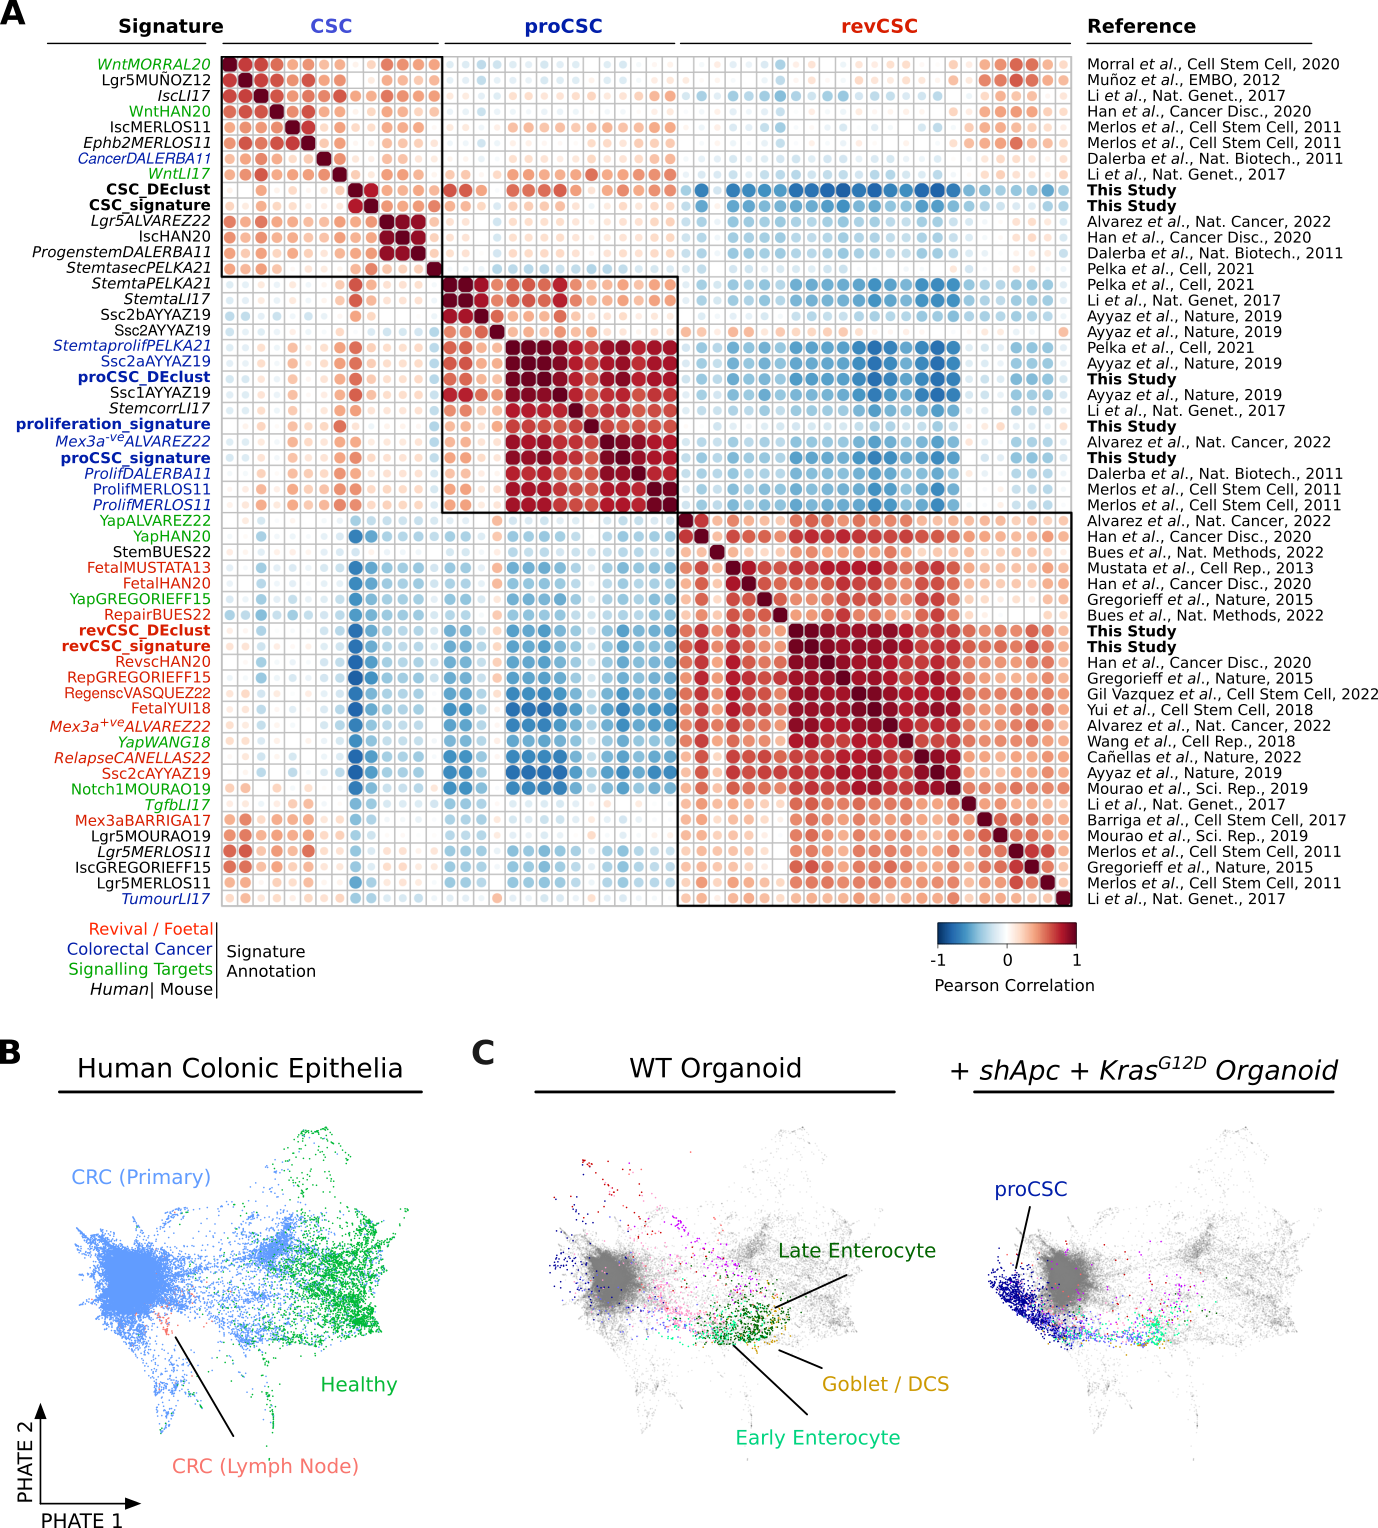 A
Signature CSC proCSC revCSC Reference
WntMORRAL20 Morral et al., Cell Stem Cell, 2020
Lgr5MUÑOZ12 Muñoz et al., EMBO, 2012
IscLI17 Li et al., Nat. Genet., 2017
WntHAN20 Han et al., Cancer Disc., 2020
IscMERLOS11 Merlos et al., Cell Stem Cell, 2011
Ephb2MERLOS11 Merlos et al., Cell Stem Cell, 2011
CancerDALERBA11 Dalerba et al., Nat. Biotech., 2011
WntLI17 Li et al., Nat. Genet., 2017
CSC_DEclust This Study
CSC_signature This Study
Lgr5ALVAREZ22 Alvarez et al., Nat. Cancer, 2022
IscHAN20 Han et al., Cancer Disc., 2020
ProgenstemDALERBA11 Dalerba et al., Nat. Biotech., 2011
StemtasecPELKA21 Pelka et al., Cell, 2021
StemtaPELKA21 Pelka et al., Cell, 2021
StemtaLI17 Li et al., Nat. Genet, 2017
Ssc2bAYYAZ19 Ayyaz et al., Nature, 2019
Ssc2AYYAZ19 Ayyaz et al., Nature, 2019
StemtaprolifPELKA21 Pelka et al., Cell, 2021
Ssc2aAYYAZ19 Ayyaz et al., Nature, 2019
proCSC_DEclust This Study
Ssc1AYYAZ19 Ayyaz et al., Nature, 2019
StemcorrLI17 Li et al., Nat. Genet., 2017
proliferation_signature This Study
Mex3a-veALVAREZ22 Alvarez et al., Nat. Cancer, 2022
proCSC_signature This Study
ProlifDALERBA11 Dalerba et al., Nat. Biotech., 2011
ProlifMERLOS11 Merlos et al., Cell Stem Cell, 2011
ProlifMERLOS11 Merlos et al., Cell Stem Cell, 2011
YapALVAREZ22 Alvarez et al., Nat. Cancer, 2022
YapHAN20 Han et al., Cancer Disc., 2020
StemBUES22 Bues et al., Nat. Methods, 2022
FetalMUSTATA13 Mustata et al., Cell Rep., 2013
FetalHAN20 Han et al., Cancer Disc., 2020
YapGREGORIEFF15 Gregorieff et al., Nature, 2015
RepairBUES22 Bues et al., Nat. Methods, 2022
revCSC_DEclust This Study
revCSC_signature This Study
RevscHAN20 Han et al., Cancer Disc., 2020
RepGREGORIEFF15 Gregorieff et al., Nature, 2015
RegenscVASQUEZ22 Gil Vazquez et al., Cell Stem Cell, 2022
FetalYUI18 Yui et al., Cell Stem Cell, 2018
Mex3a+veALVAREZ22 Alvarez et al., Nat. Cancer, 2022
YapWANG18 Wang et al., Cell Rep., 2018
RelapseCANELLAS22 Cañellas et al., Nature, 2022
Ssc2cAYYAZ19 Ayyaz et al., Nature, 2019
Notch1MOURAO19 Mourao et al., Sci. Rep., 2019
TgfbLI17 Li et al., Nat. Genet., 2017
Mex3aBARRIGA17 Barriga et al., Cell Stem Cell, 2017
Lgr5MOURAO19 Mourao et al., Sci. Rep., 2019
Lgr5MERLOS11 Merlos et al., Cell Stem Cell, 2011
IscGREGORIEFF15 Gregorieff et al., Nature, 2015
Lgr5MERLOS11 Merlos et al., Cell Stem Cell, 2011
TumourLI17 Li et al., Nat. Genet., 2017
Revival / Foetal
Colorectal Cancer
Signalling Targets
Human| Mouse
Signature
Annotation
-1 0 1
Pearson Correlation
B
Human Colonic Epithelia
CRC (Primary)
Healthy
CRC (Lymph Node)
PHATE 2
PHATE 1
C
WT Organoid
+ shApc + KrasG12D Organoid
Late Enterocyte
Goblet / DCS
Early Enterocyte
proCSC